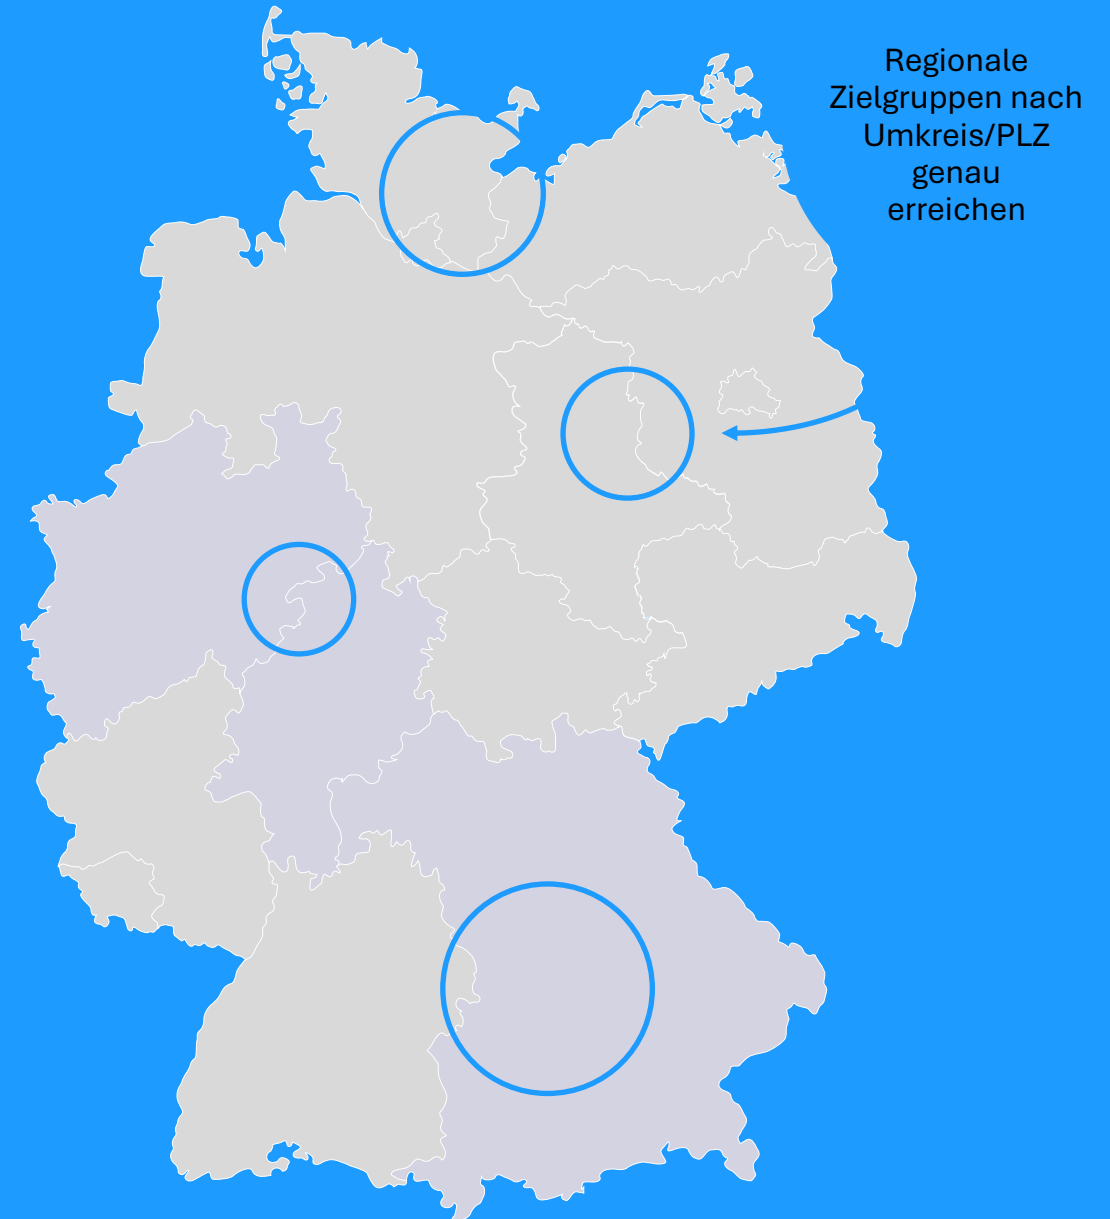 Regionale
Zielgruppen nach
Umkreis/PLZ
genau
erreichen